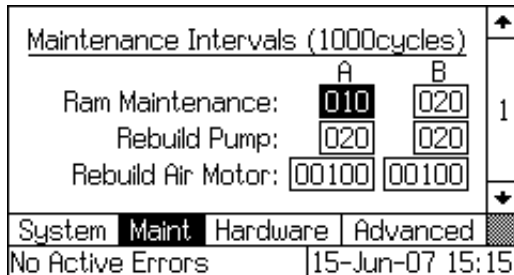 Maintenance Intervals (1000cycles)
A B
Ram Maintenance: 010 020
1
Rebuild Pump: 020 020
Rebuild Air Motor: 00100 00100
System Maint Hardware Advanced
No Active Errors 15-Jun-07 15:15